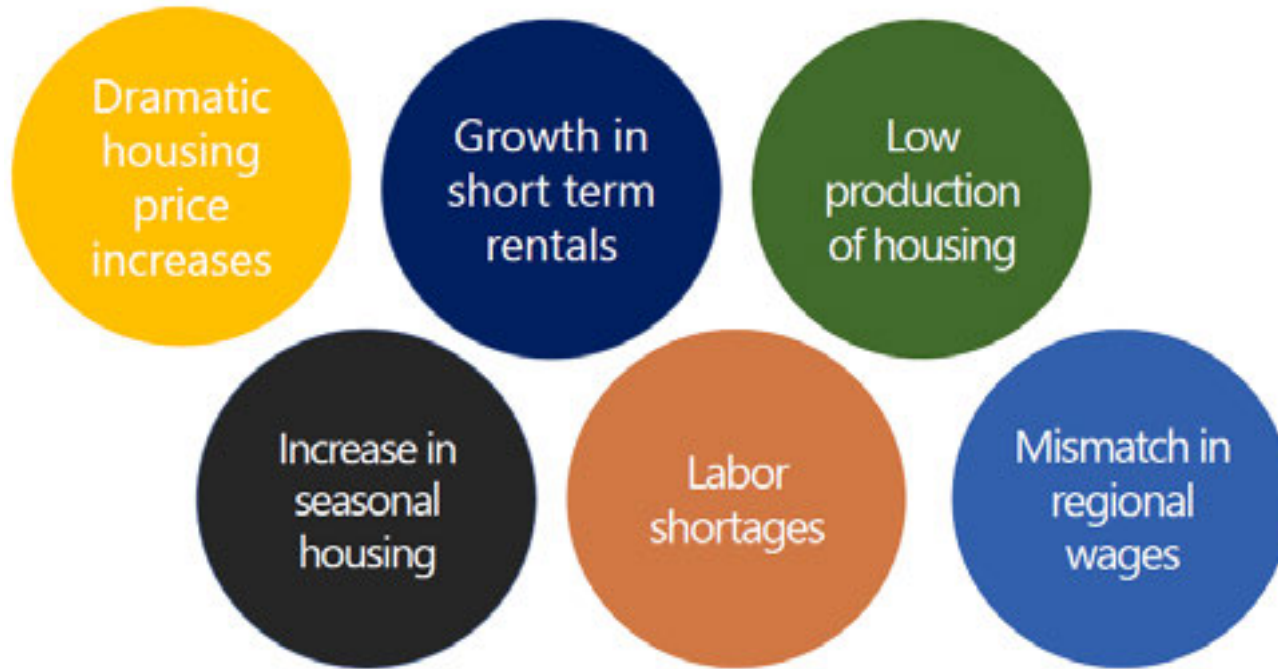 Dramatic
housing
price
increases
Growth in
short term
rentals
Low
production
of housing
Increase in
seasonal
housing
Labor
shortages
Mismatch in
regional
wages